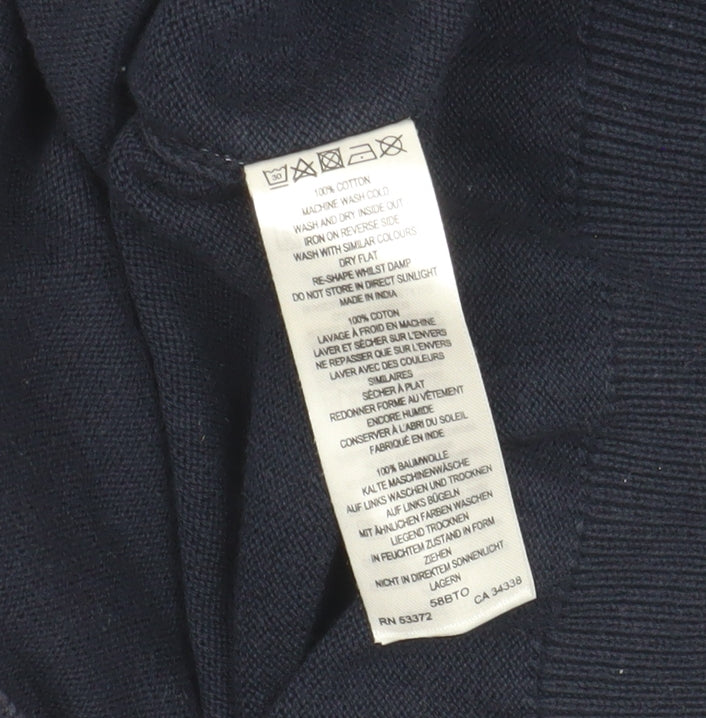 30
100% COTTON
MACHINE WASH COLD
WASH AND DRY INSIDE OUT
IRON ON REVERSE SIDE
WASH WITH SIMILAR COLOURS
DRY FLAT
RE-SHAPE WHILST DAMP
DO NOT STORE IN DIRECT SUNLIGHT
MADE IN INDIA
100% COTON
LAVAGE À FROID EN MACHINE
LAVER ET SÉCHER SUR L'ENVERS
NE REPASSER QUE SUR L'ENVERS
LAVER AVEC DES COULEURS
SIMILAIRES
SÉCHER À PLAT
REDONNER FORME AU VÊTEMENT
ENCORE HUMIDE
CONSERVER À L'ABRI DU SOLEIL
FABRIQUÉ EN INDE
100% BAUMWOLLE
KALTE MASCHINENWÄSCHE
AUF LINKS WASCHEN UND TROCKNEN
AUF LINKS BÜGELN
MIT ÄHNLICHEN FARBEN WASCHEN
LIEGEND TROCKNEN
IN FEUCHTEM ZUSTAND IN FORM
ZIEHEN
NICHT IN DIREKTEM SONNENLICHT
LAGERN
58BTO
RN 53372 CA 34338